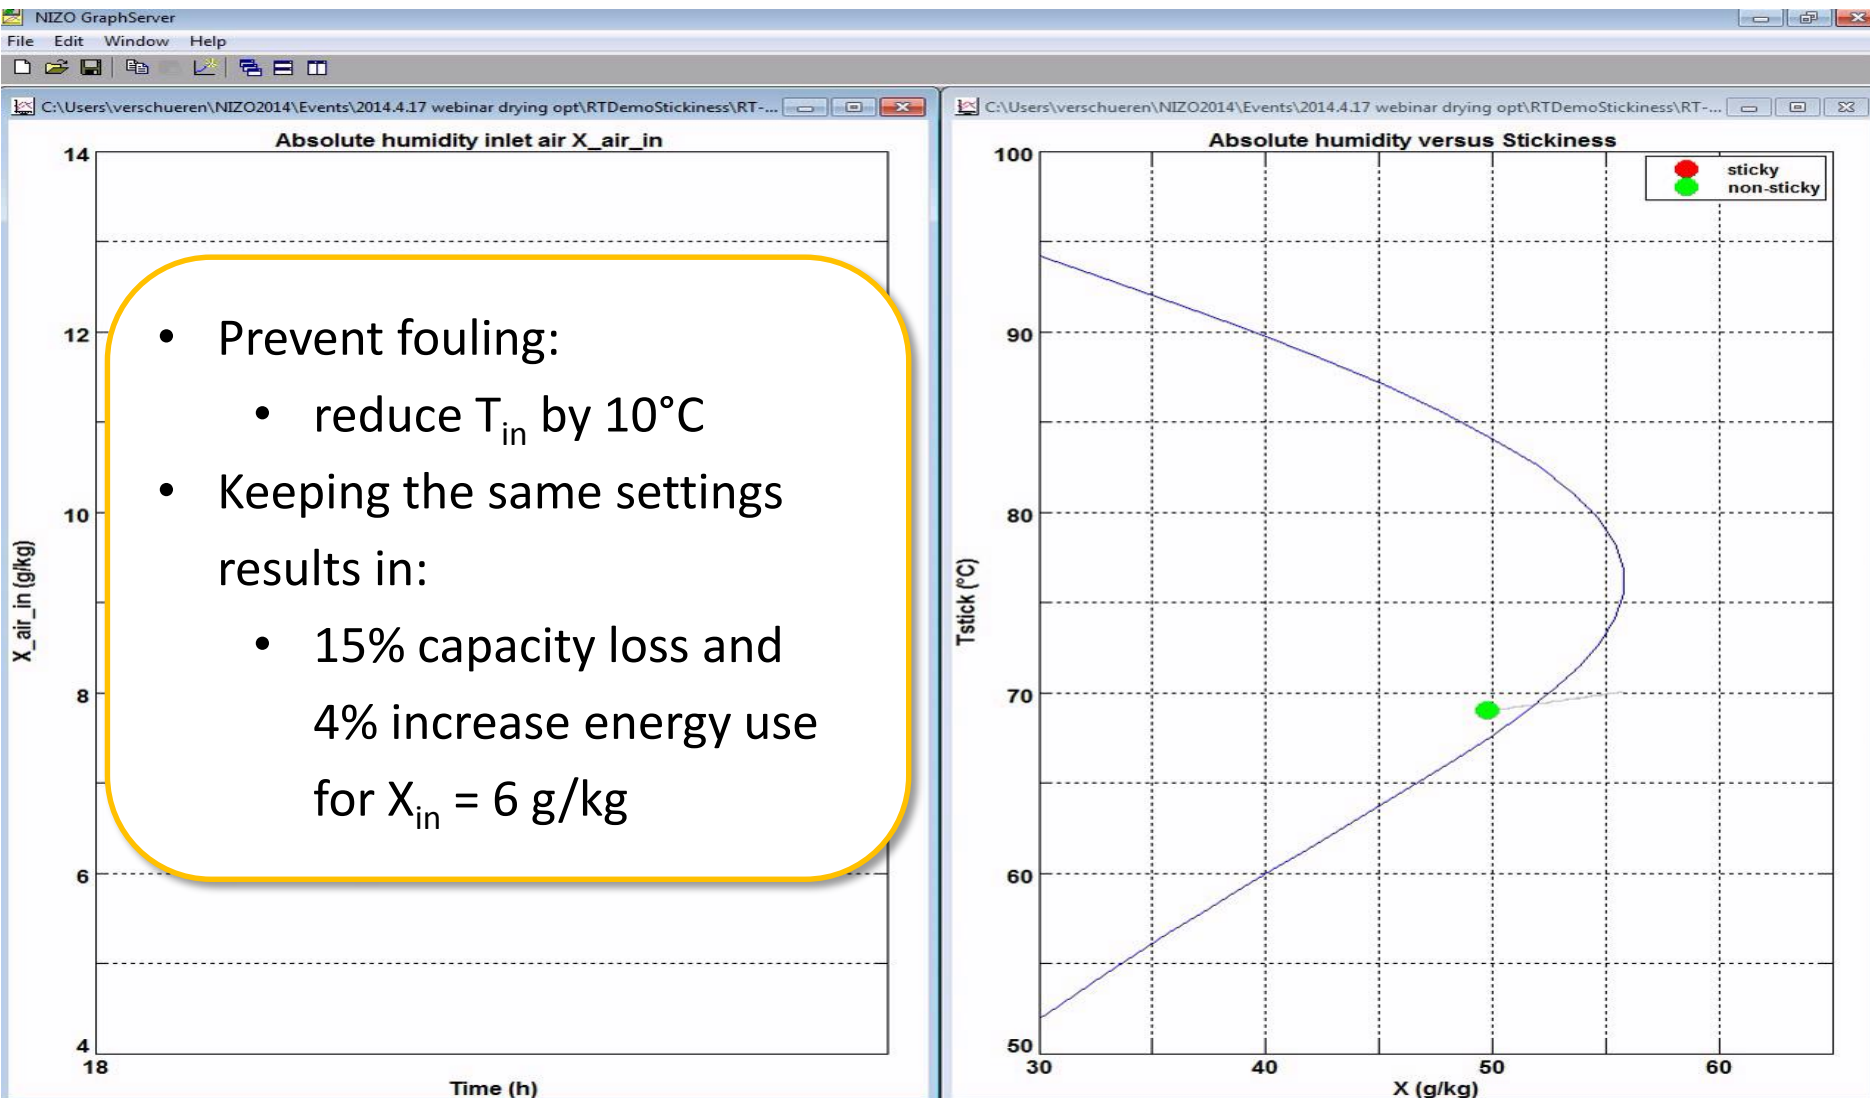 NIZO GraphServer
File Edit Window Help
C:\Users\verschueren\NIZO2014\Events\2014.4.17 webinar drying opt\RTDemoStickiness\RT-...
Absolute humidity inlet air X_air_in
14
12
10
8
6
4
X_air_in (g/kg)
18
Time (h)
• Prevent fouling:
• reduce Tin by 10°C
• Keeping the same settings
results in:
• 15% capacity loss and
4% increase energy use
for Xin = 6 g/kg
C:\Users\verschueren\NIZO2014\Events\2014.4.17 webinar drying opt\RTDemoStickiness\RT-...
Absolute humidity versus Stickiness
sticky
non-sticky
100
90
80
70
60
50
Tstick (°C)
30 40 50 60
X (g/kg)